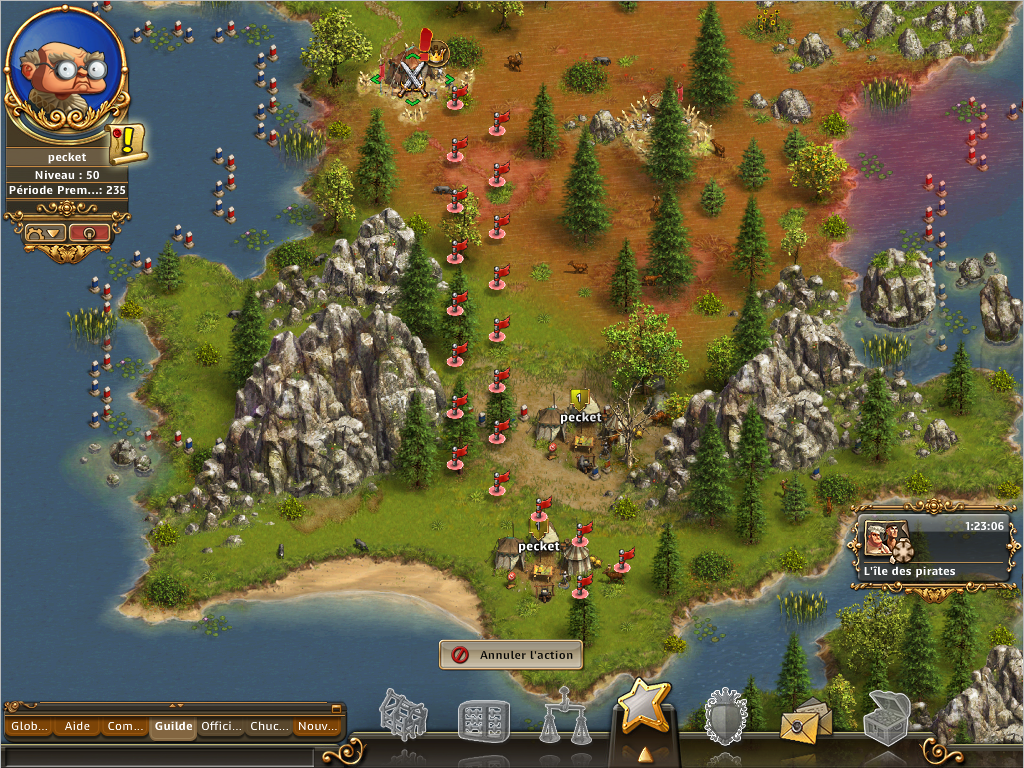 pecket
Niveau : 50
Période Prem...: 235
1
pecket
1
pecket
1:23:06
L'île des pirates
Annuler l'action
Glob... Aide Com... Guilde Offici... Chuc... Nouv...